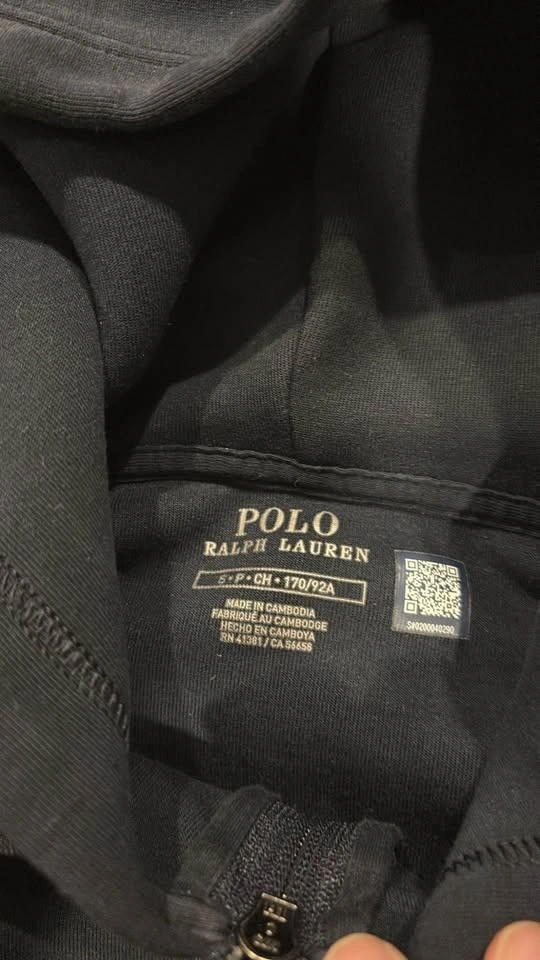 POLO
RALPH LAUREN
S • P • CH • 170/92A
MADE IN CAMBODIA
FABRIQUÉ AU CAMBODGE
HECHO EN CAMBOYA
RN 41381 / CA 56658
S#0200040290